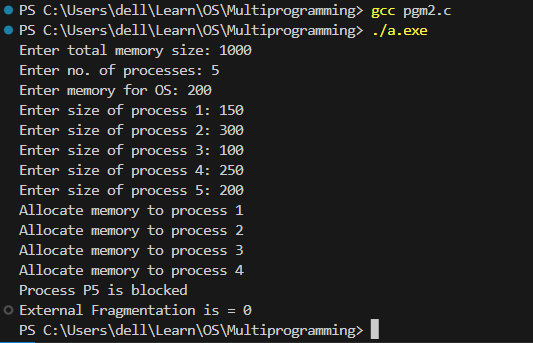 PS C:\Users\dell\Learn\OS\Multiprogramming> gcc pgm2.c
PS C:\Users\dell\Learn\OS\Multiprogramming> ./a.exe
Enter total memory size: 1000
Enter no. of processes: 5
Enter memory for OS: 200
Enter size of process 1: 150
Enter size of process 2: 300
Enter size of process 3: 100
Enter size of process 4: 250
Enter size of process 5: 200
Allocate memory to process 1
Allocate memory to process 2
Allocate memory to process 3
Allocate memory to process 4
Process P5 is blocked
External Fragmentation is = 0
PS C:\Users\dell\Learn\OS\Multiprogramming>